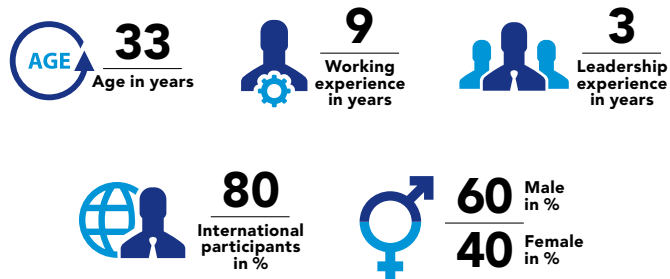 AGE
33
Age in years
9
Working
experience
in years
3
Leadership
experience
in years
80
International
participants
in %
60 Male
in %
40 Female
in %